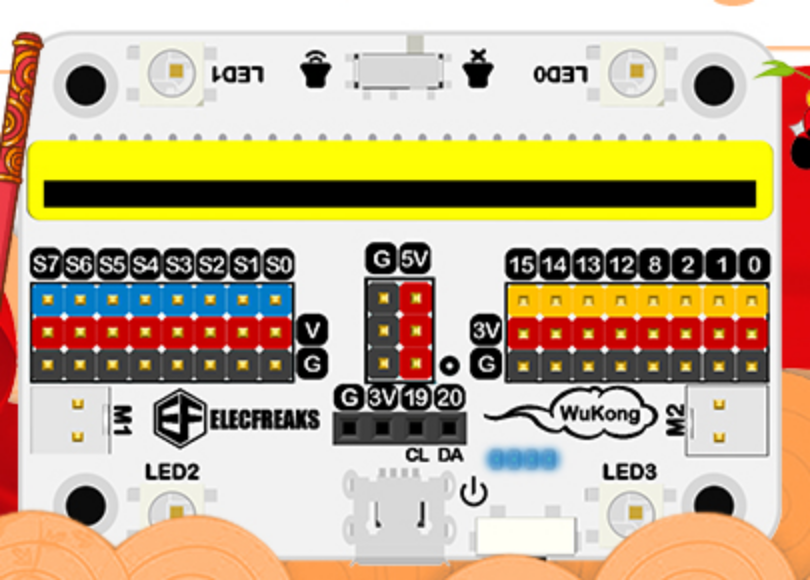 LED1 LED0
S7 S6 S5 S4 S3 S2 S1 S0 G 5V 15 14 13 12 8 2 1 0
V 3V
G G
G 3V 19 20
M1 ELECFREAKS WuKong M2
CL DA
LED2 LED3